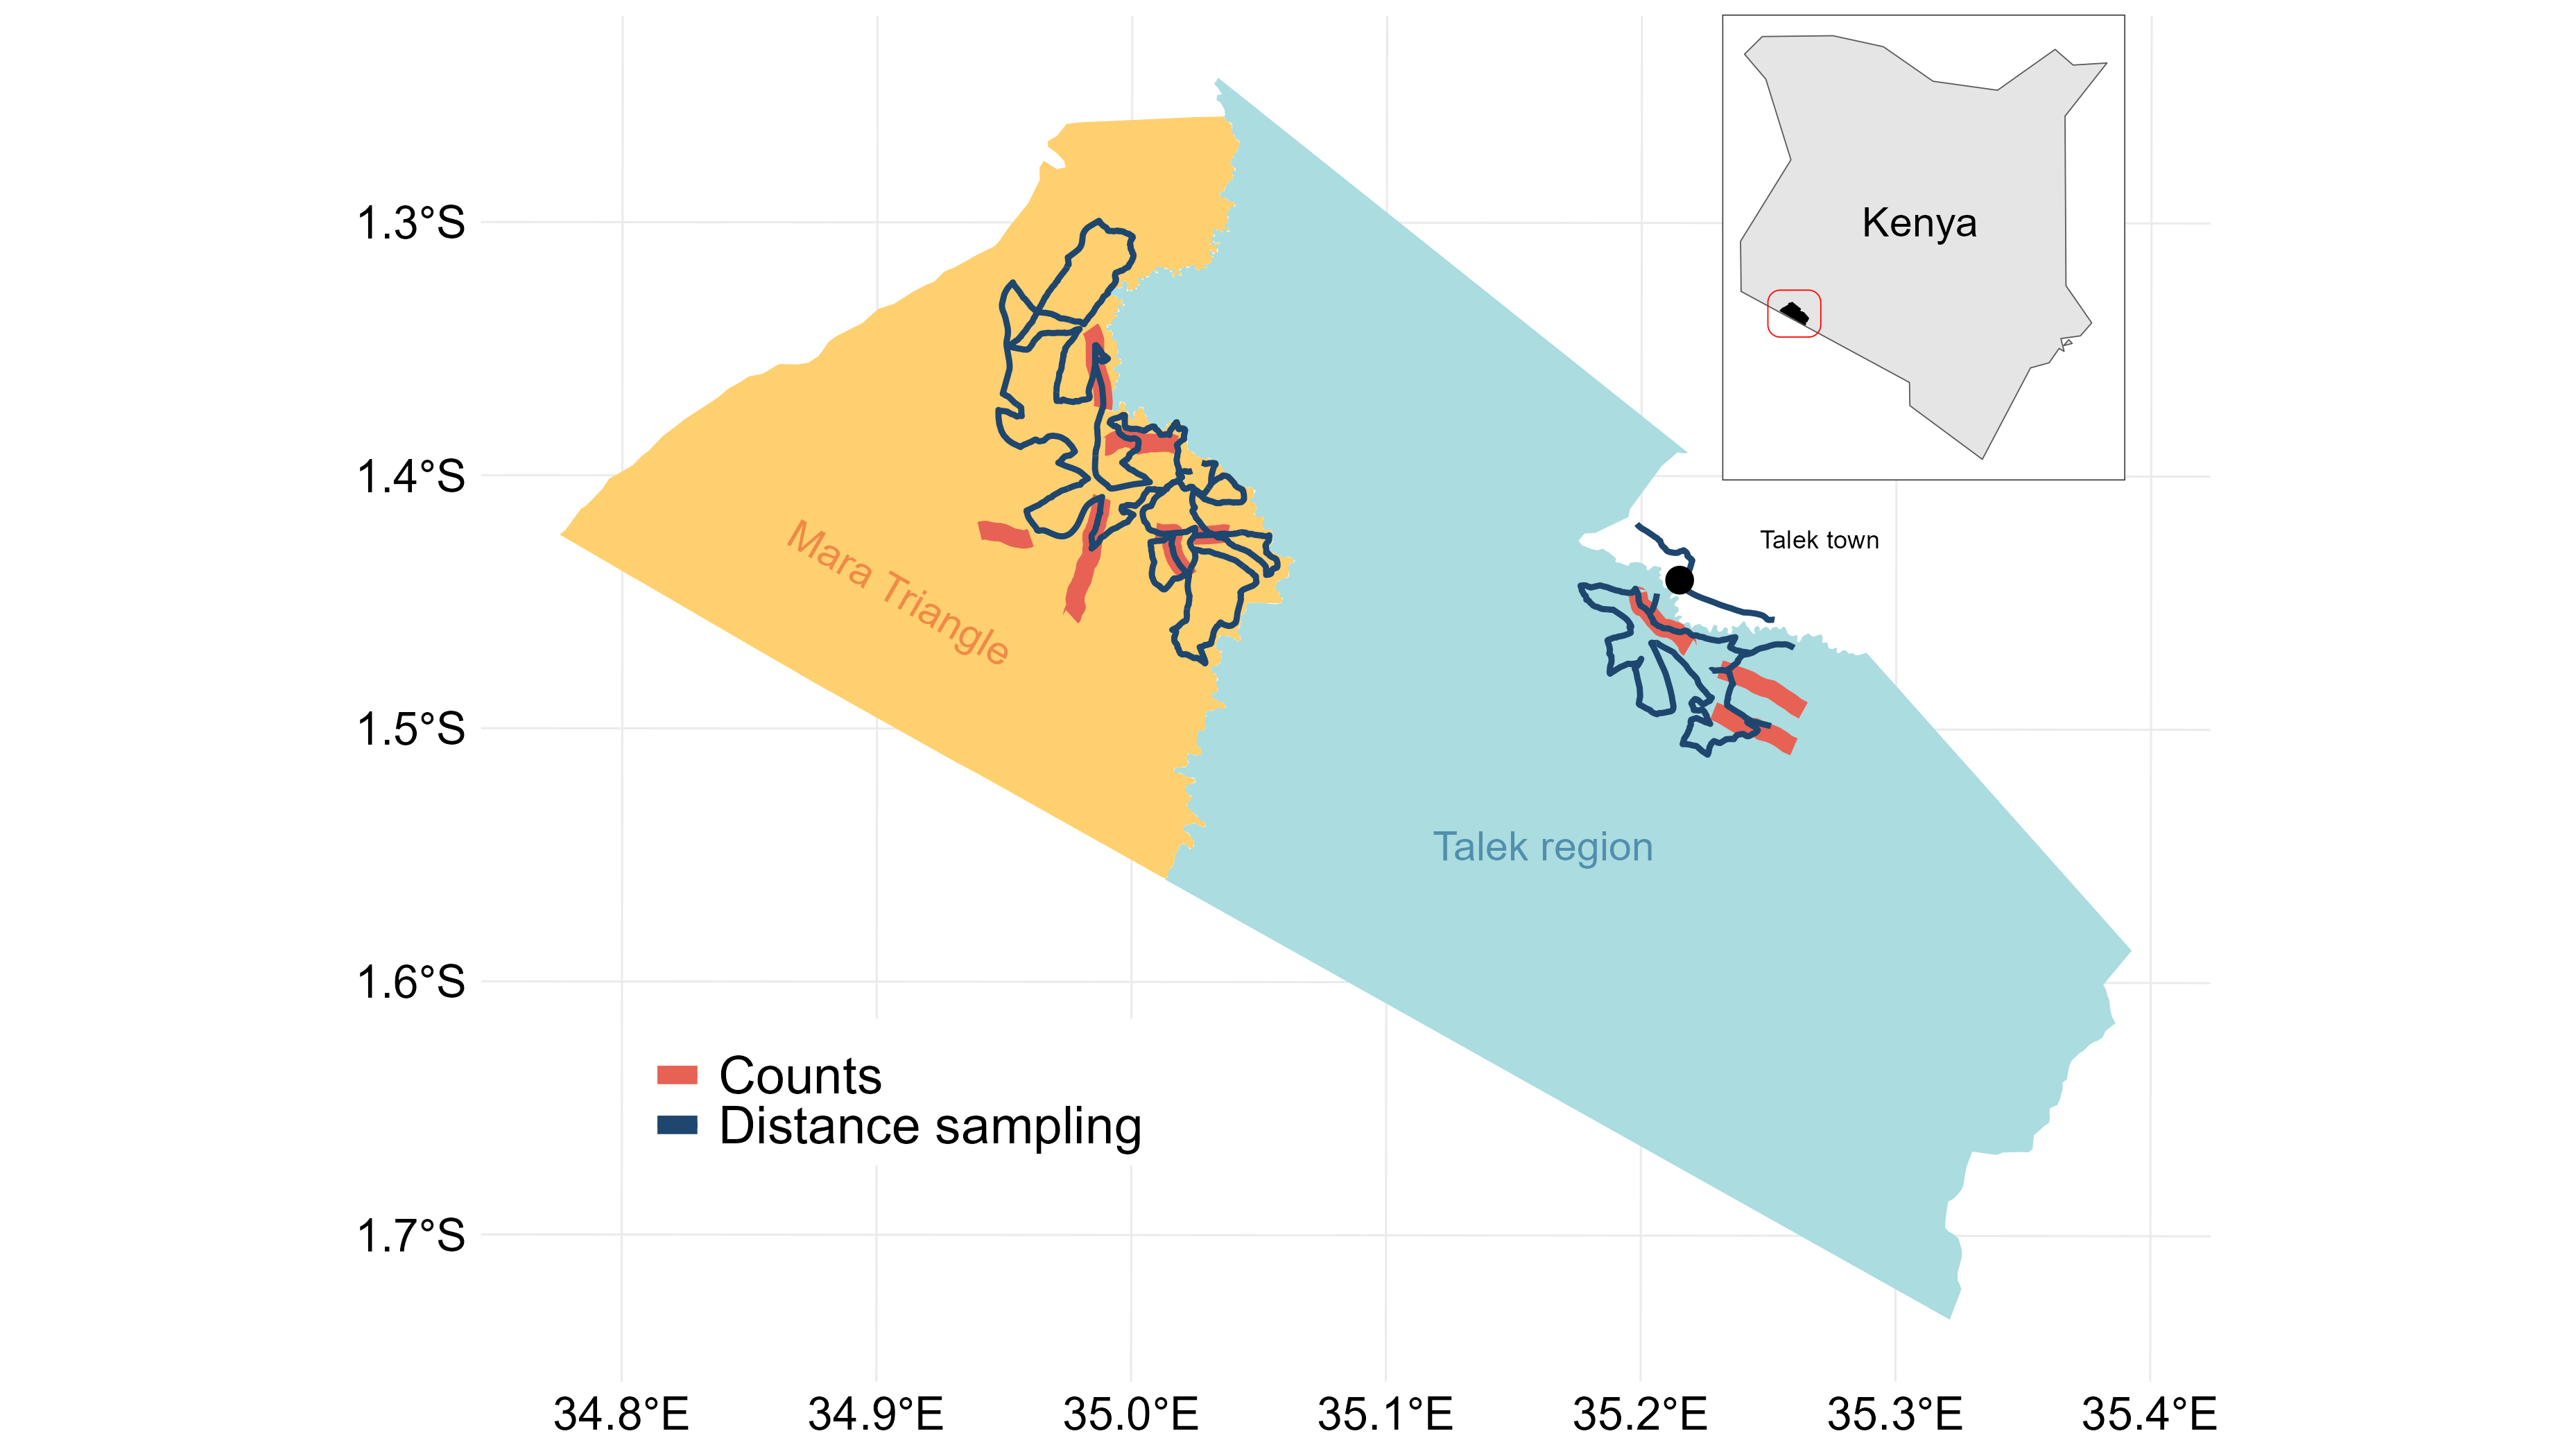 Kenya
1.3°S
1.4°S
1.5°S
1.6°S
1.7°S
Talek town
Mara Triangle
Talek region
Counts
Distance sampling
34.8°E
34.9°E
35.0°E
35.1°E
35.2°E
35.3°E
35.4°E